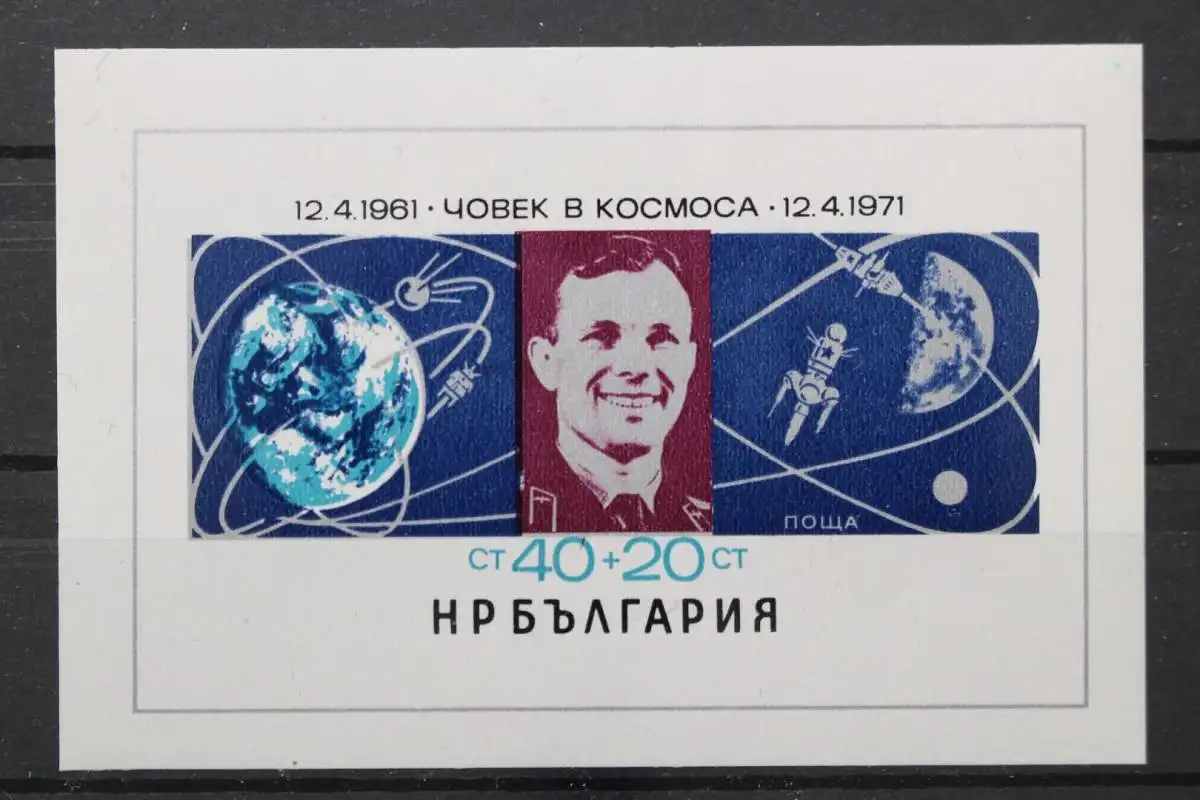 12.4.1961 · ЧОВЕК В КОСМОСА · 12.4.1971
ПОЩА
СТ 40 + 20 СТ
НР БЪЛГАРИЯ